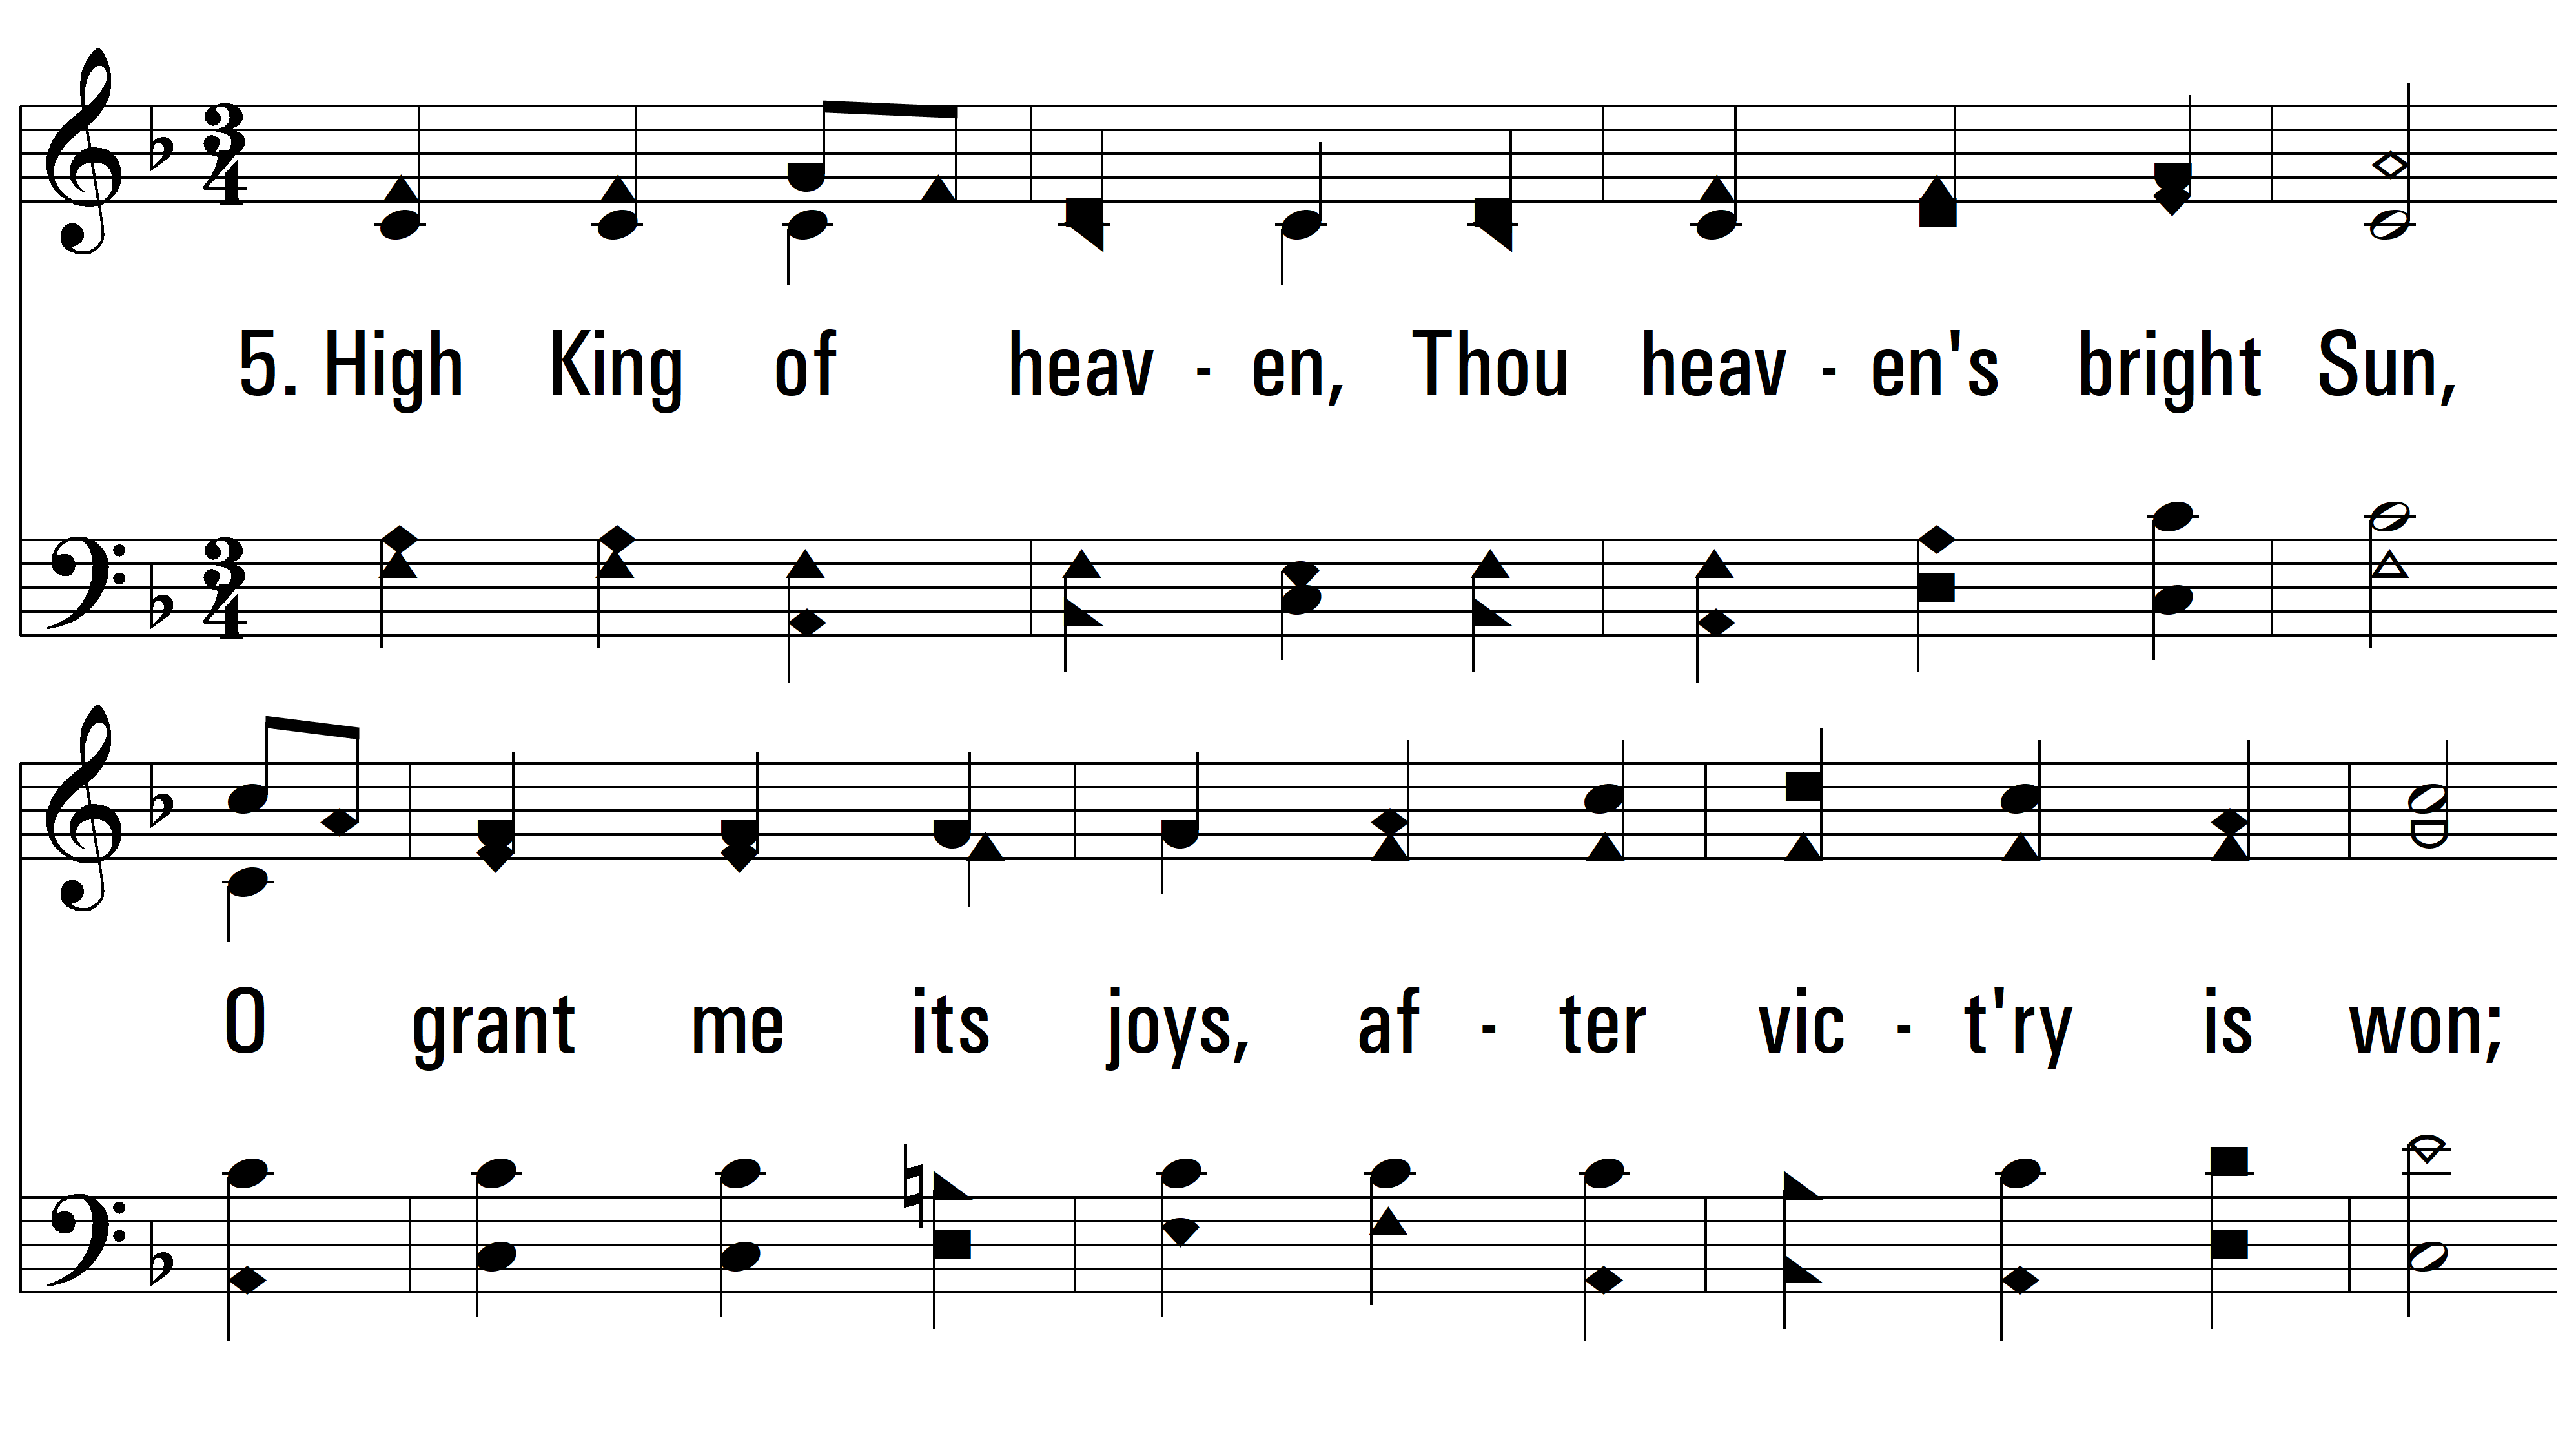 5. High King of heav - en, Thou heav - en's bright Sun,
O grant me its joys, af - ter vic - t'ry is won;